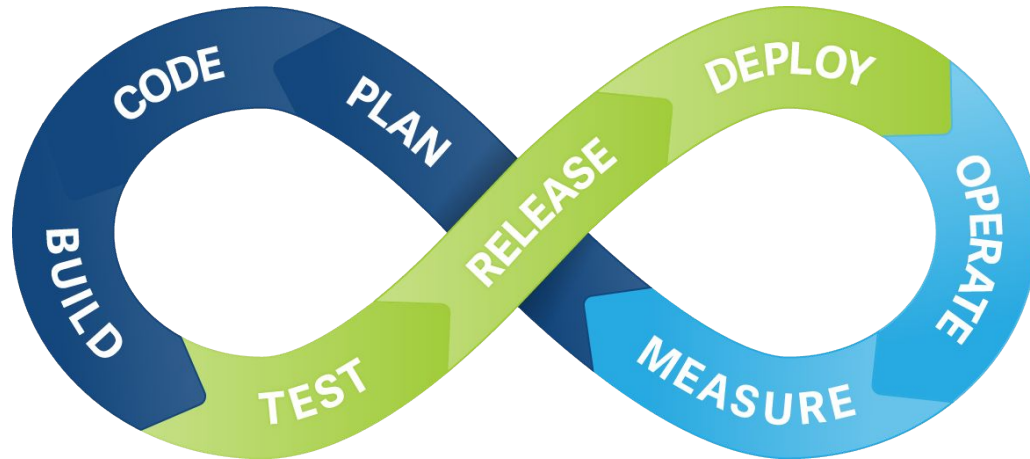 PLAN
CODE
BUILD
TEST
RELEASE
DEPLOY
OPERATE
MEASURE